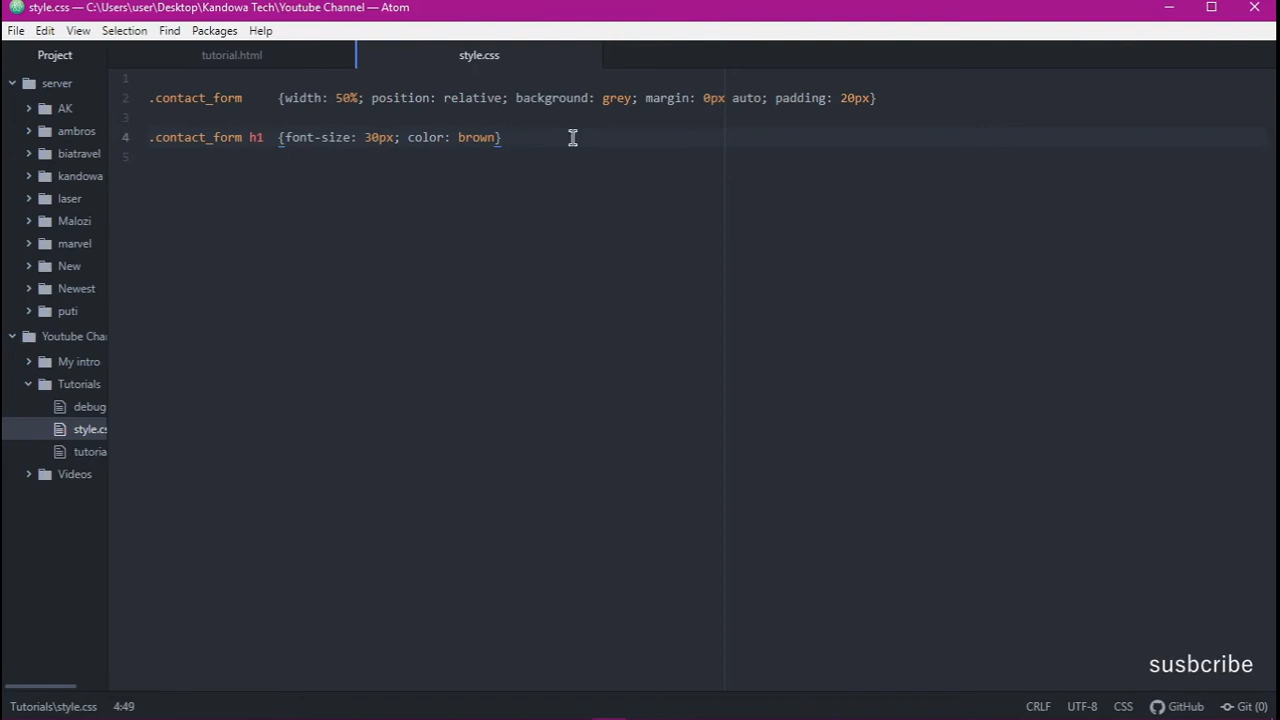 style.css — C:\Users\user\Desktop\Kandowa Tech\Youtube Channel — Atom
File Edit View Selection Find Packages Help
Project
tutorial.html
style.css
server
AK
ambros
biatravel
kandowa
laser
Malozi
marvel
New
Newest
puti
Youtube Cha
My intro
Tutorials
debug
style.cs
tutoria
Videos
1
2 .contact_form {width: 50%; position: relative; background: grey; margin: 0px auto; padding: 20px}
3
4 .contact_form h1 {font-size: 30px; color: brown}
5
susbcribe
Tutorials\style.css 4:49 CRLF UTF-8 CSS GitHub Git (0)